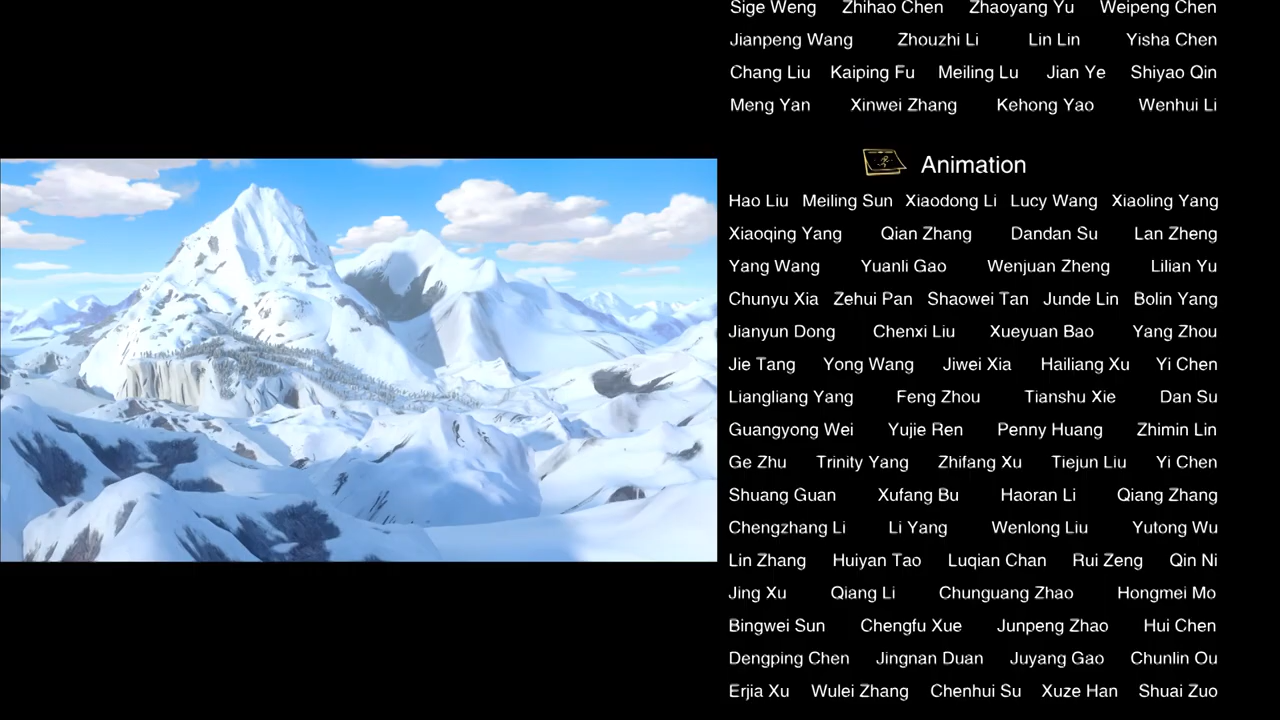 Sige Weng Zhihao Chen Zhaoyang Yu Weipeng Chen
Jianpeng Wang Zhouzhi Li Lin Lin Yisha Chen
Chang Liu Kaiping Fu Meiling Lu Jian Ye Shiyao Qin
Meng Yan Xinwei Zhang Kehong Yao Wenhui Li
Animation
Hao Liu Meiling Sun Xiaodong Li Lucy Wang Xiaoling Yang
Xiaoqing Yang Qian Zhang Dandan Su Lan Zheng
Yang Wang Yuanli Gao Wenjuan Zheng Lilian Yu
Chunyu Xia Zehui Pan Shaowei Tan Junde Lin Bolin Yang
Jianyun Dong Chenxi Liu Xueyuan Bao Yang Zhou
Jie Tang Yong Wang Jiwei Xia Hailiang Xu Yi Chen
Liangliang Yang Feng Zhou Tianshu Xie Dan Su
Guangyong Wei Yujie Ren Penny Huang Zhimin Lin
Ge Zhu Trinity Yang Zhifang Xu Tiejun Liu Yi Chen
Shuang Guan Xufang Bu Haoran Li Qiang Zhang
Chengzhang Li Li Yang Wenlong Liu Yutong Wu
Lin Zhang Huiyan Tao Luqian Chan Rui Zeng Qin Ni
Jing Xu Qiang Li Chunguang Zhao Hongmei Mo
Bingwei Sun Chengfu Xue Junpeng Zhao Hui Chen
Dengping Chen Jingnan Duan Juyang Gao Chunlin Ou
Erjia Xu Wulei Zhang Chenhui Su Xuze Han Shuai Zuo